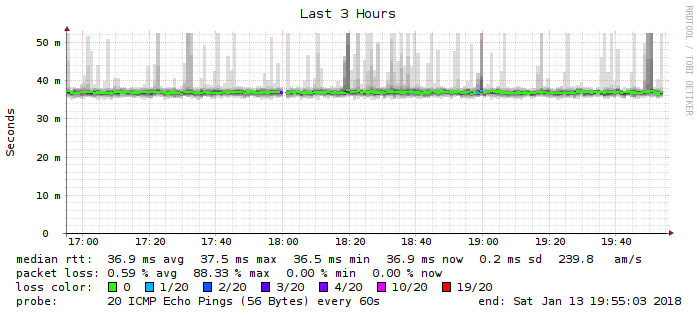 Last 3 Hours
RRDTOOL / TOBI OETIKER
Seconds
50 m
40 m
30 m
20 m
10 m
0
17:00 17:20 17:40 18:00 18:20 18:40 19:00 19:20 19:40
median rtt: 36.9 ms avg 37.5 ms max 36.5 ms min 36.9 ms now 0.2 ms sd 239.8 am/s
packet loss: 0.59 % avg 88.33 % max 0.00 % min 0.00 % now
loss color: 0 1/20 2/20 3/20 4/20 10/20 19/20
probe: 20 ICMP Echo Pings (56 Bytes) every 60s end: Sat Jan 13 19:55:03 2018